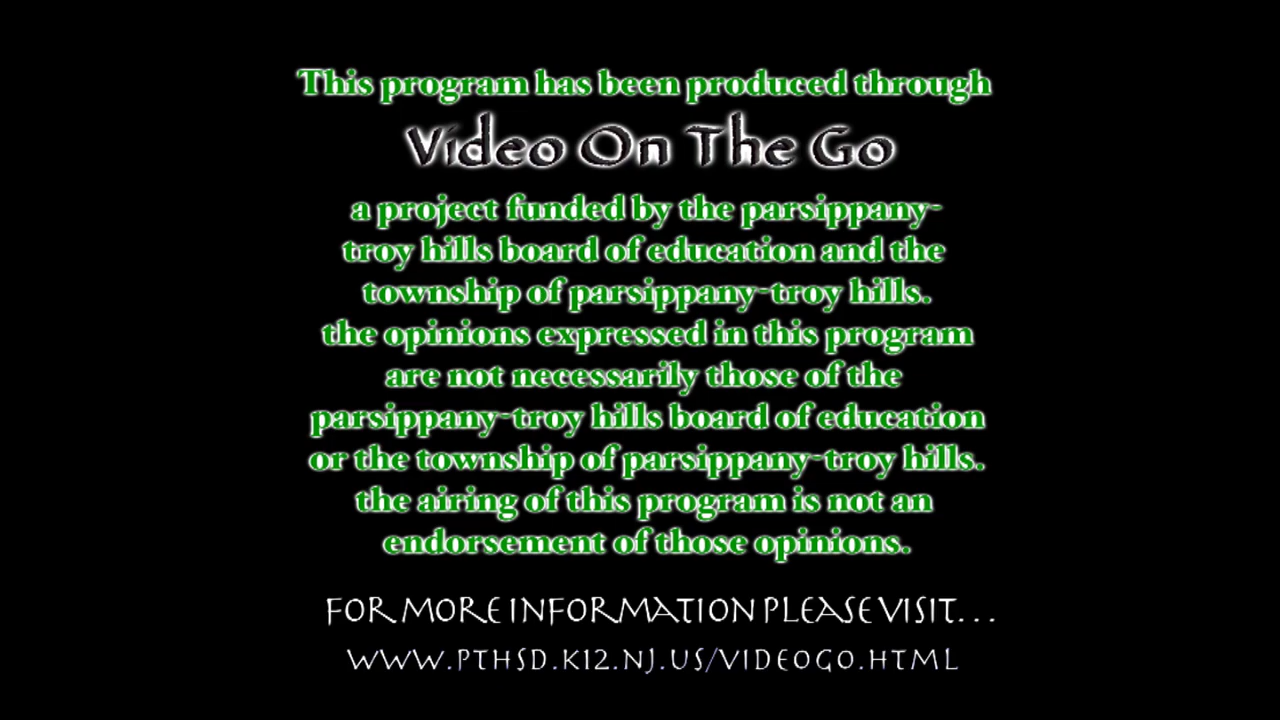 This program has been produced through
Video On The Go
a project funded by the parsippany-
troy hills board of education and the
township of parsippany-troy hills.
the opinions expressed in this program
are not necessarily those of the
parsippany-troy hills board of education
or the township of parsippany-troy hills.
the airing of this program is not an
endorsement of those opinions.
FOR MORE INFORMATION PLEASE VISIT...
WWW.PTHSD.K12.NJ.US/VIDEOGO.HTML